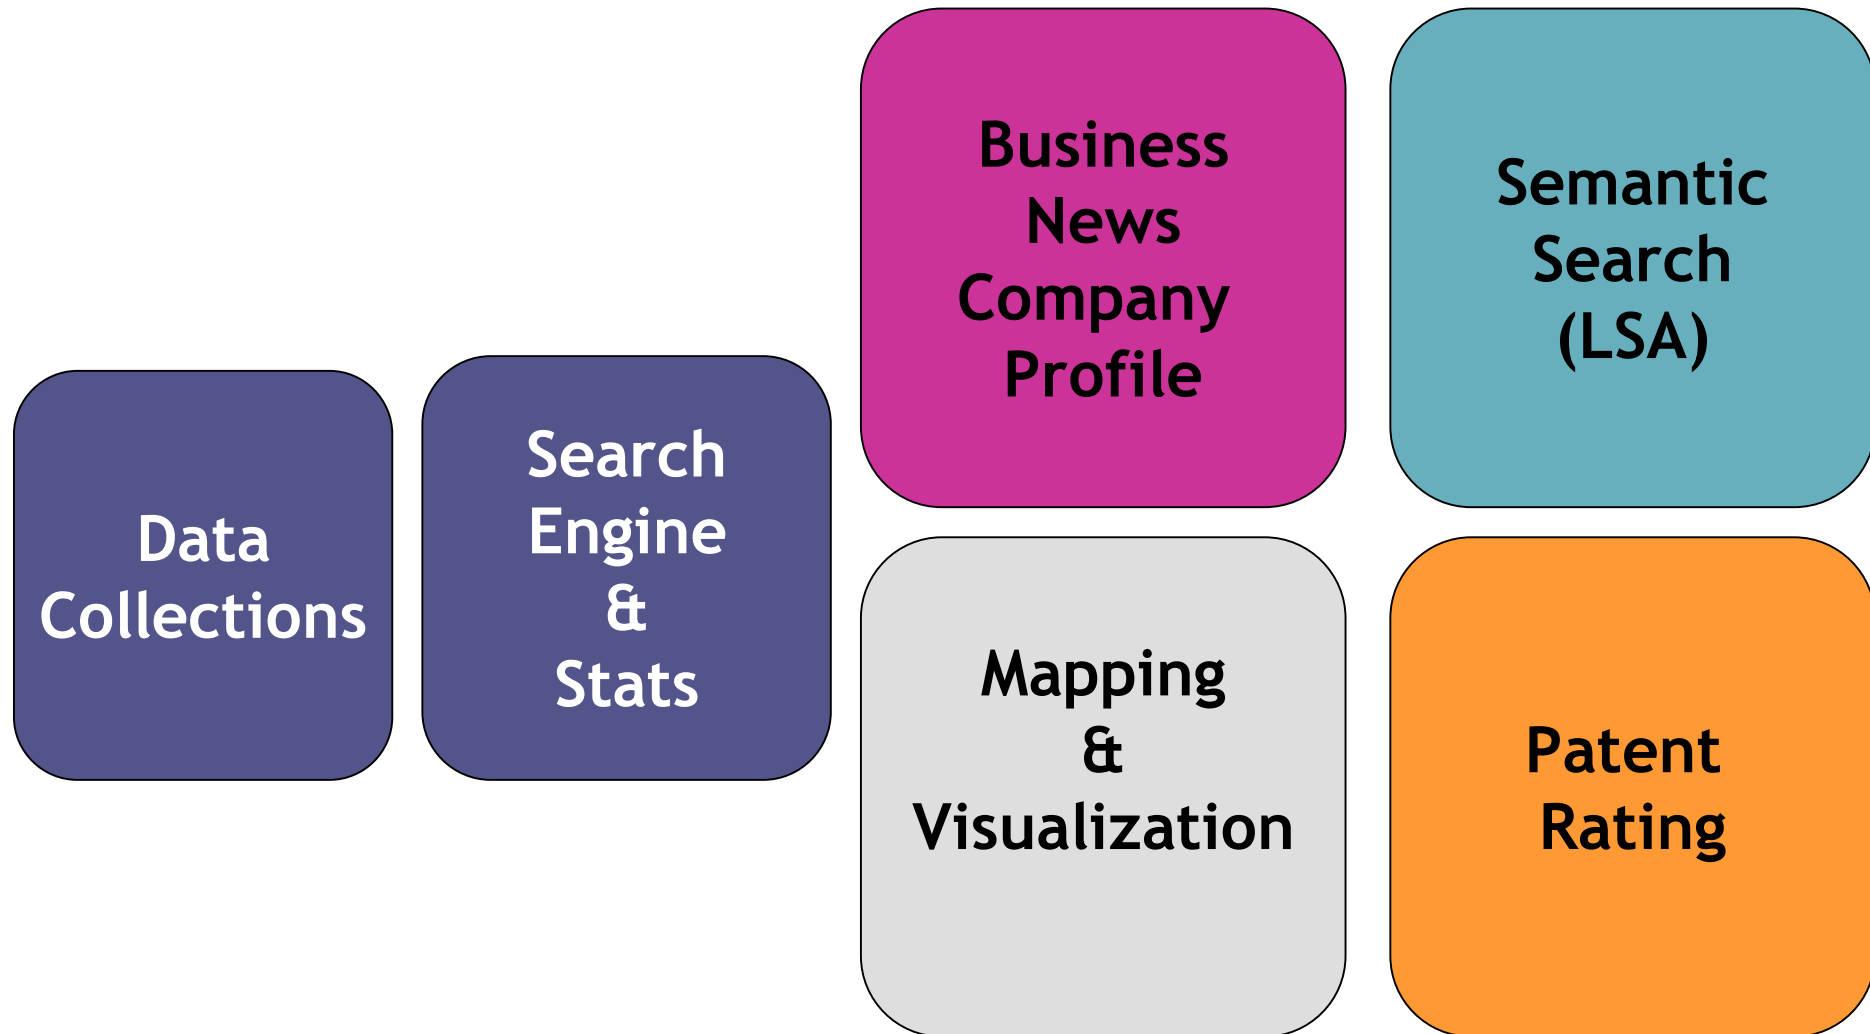 Data
Collections
Search
Engine
&
Stats
Business
News
Company
Profile
Semantic
Search
(LSA)
Mapping
&
Visualization
Patent
Rating